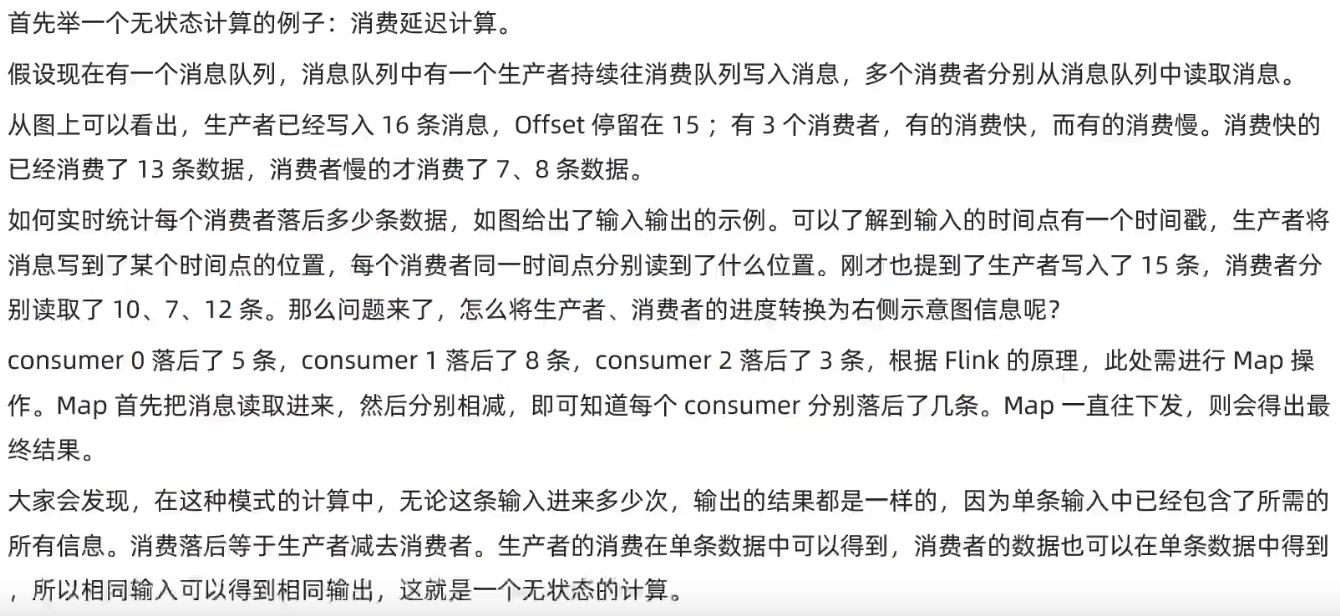 首先举一个无状态计算的例子：消费延迟计算。
假设现在有一个消息队列，消息队列中有一个生产者持续往消费队列写入消息，多个消费者分别从消息队列中读取消息。
从图上可以看出，生产者已经写入 16 条消息，Offset 停留在 15 ；有 3 个消费者，有的消费快，而有的消费慢。消费快的
已经消费了 13 条数据，消费者慢的才消费了 7、8 条数据。
如何实时统计每个消费者落后多少条数据，如图给出了输入输出的示例。可以了解到输入的时间点有一个时间戳，生产者将
消息写到了某个时间点的位置，每个消费者同一时间点分别读到了什么位置。刚才也提到了生产者写入了 15 条，消费者分
别读取了 10、7、12 条。那么问题来了，怎么将生产者、消费者的进度转换为右侧示意图信息呢？
consumer 0 落后了 5 条，consumer 1 落后了 8 条，consumer 2 落后了 3 条，根据 Flink 的原理，此处需进行 Map 操
作。Map 首先把消息读取进来，然后分别相减，即可知道每个 consumer 分别落后了几条。Map 一直往下发，则会得出最
终结果。
大家会发现，在这种模式的计算中，无论这条输入进来多少次，输出的结果都是一样的，因为单条输入中已经包含了所需的
所有信息。消费落后等于生产者减去消费者。生产者的消费在单条数据中可以得到，消费者的数据也可以在单条数据中得到
，所以相同输入可以得到相同输出，这就是一个无状态的计算。